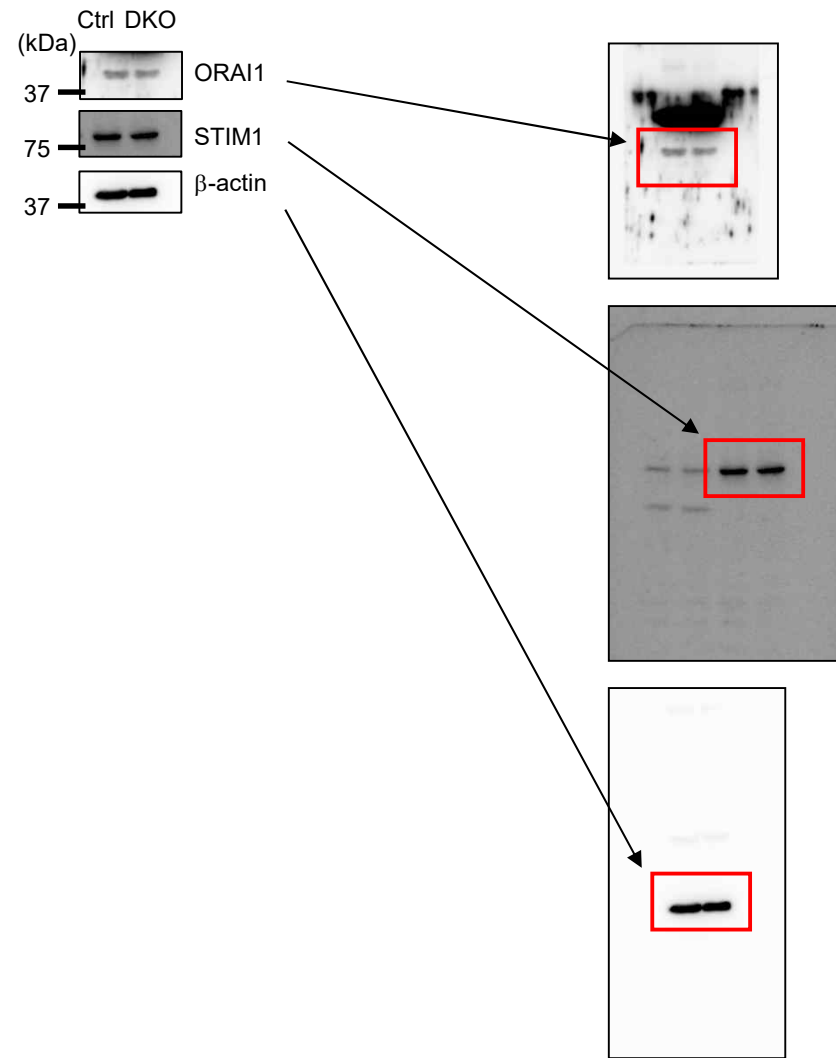 Ctrl DKO
(kDa)
ORAI1
37
STIM1
75
β-actin
37